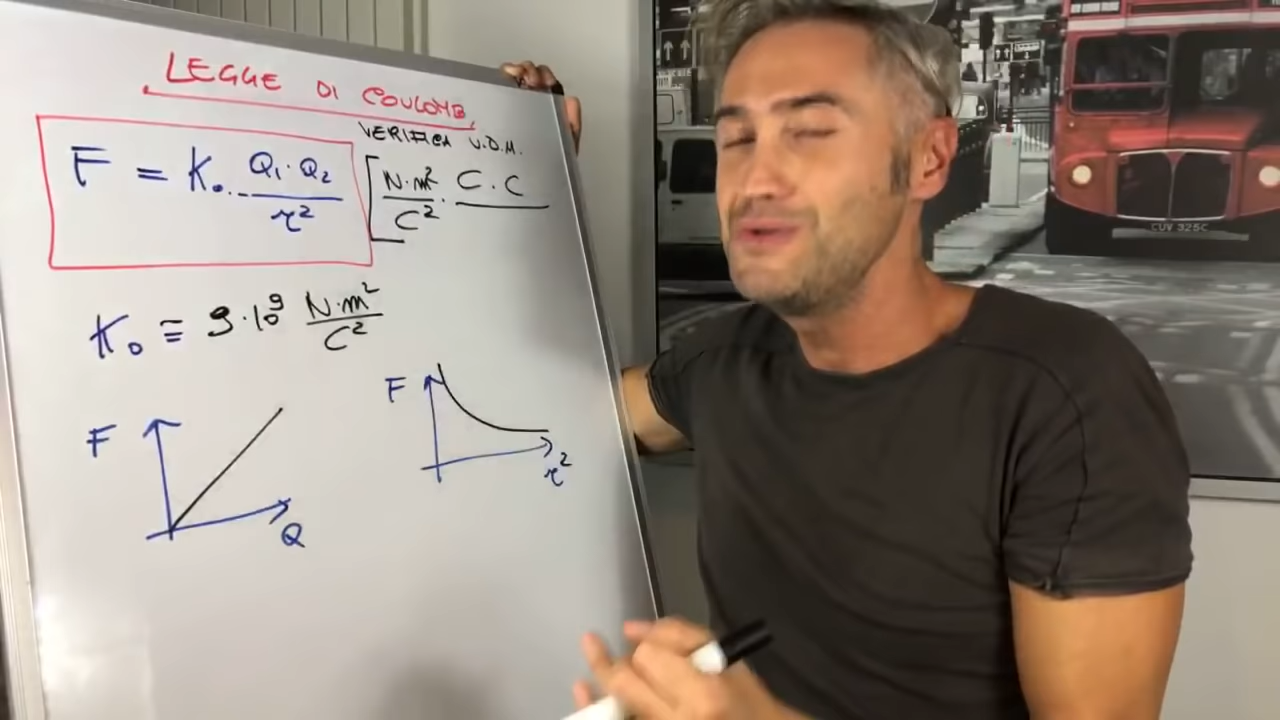 LEGGE DI COULOMB
VERIFICA U.D.M.
F = K₀ · Q₁ · Q₂ / r²
[N·m² / C² · C · C
K₀ ≡ 9·10⁹ N·m² / C²
F
r²
F
Q
CUV 325C